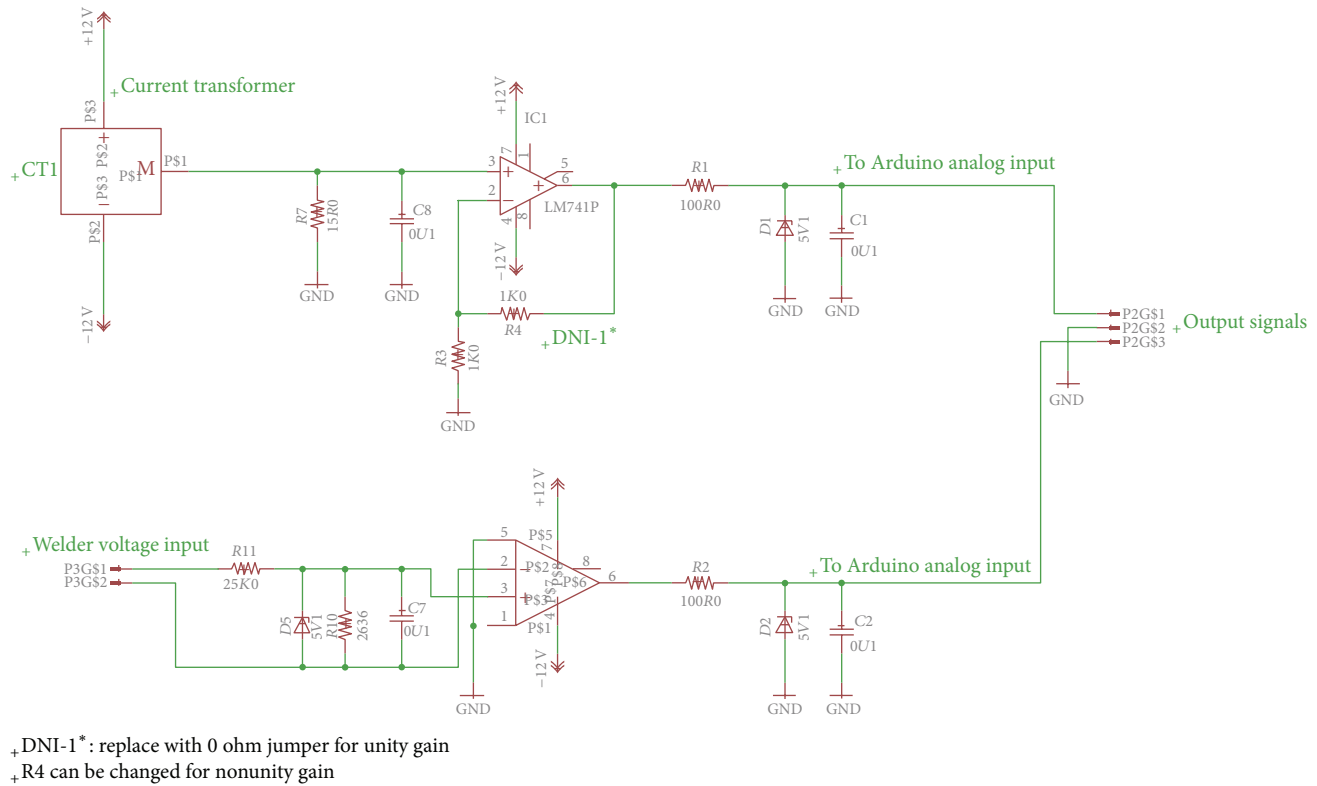 +12 V
Current transformer
P$3
CT1
P$2
P$3
P$1
M
P$1
P$2
−12 V
R7
15R0
GND
C8
0U1
GND
+12 V
IC1
7
1
3
2
5
6
4
8
LM741P
−12 V
1K0
R4
DNI-1*
R3
1K0
GND
R1
100R0
To Arduino analog input
D1
5V1
GND
C1
0U1
GND
P2G$1
P2G$2
P2G$3
Output signals
GND
Welder voltage input
P3G$1
P3G$2
R11
25K0
D5
5V1
R10
2636
C7
0U1
+12 V
5
P$5
7
8
2
P$2
P$8
P$6
6
3
P$3
P$7
1
P$1
4
−12 V
GND
R2
100R0
To Arduino analog input
D2
5V1
GND
C2
0U1
GND
DNI-1*: replace with 0 ohm jumper for unity gain
R4 can be changed for nonunity gain